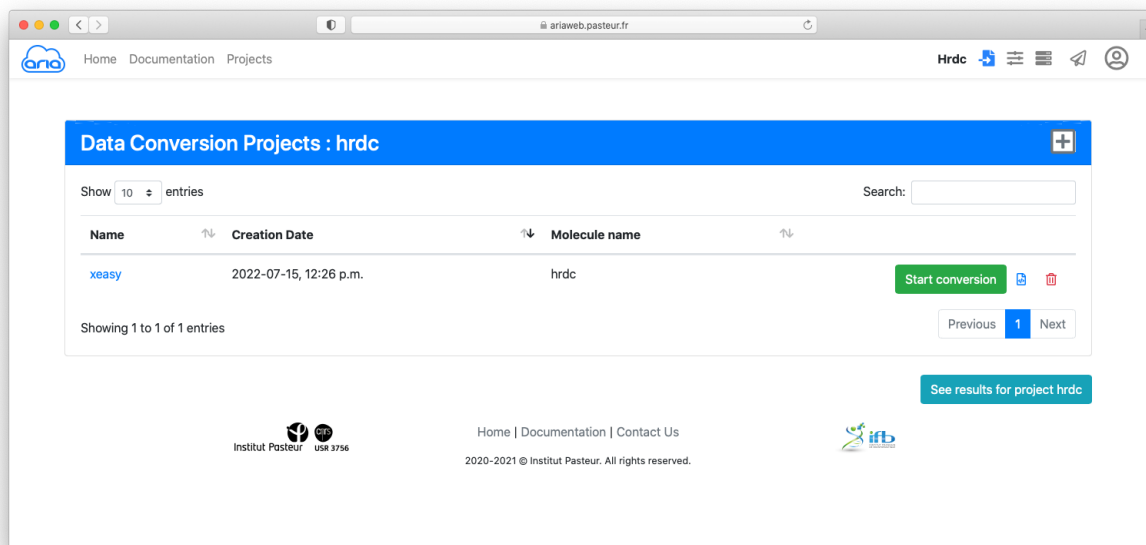 ariaweb.pasteur.fr
aria Home Documentation Projects Hrdc
Data Conversion Projects : hrdc
Show 10 entries Search:
Name Creation Date Molecule name
xeasy 2022-07-15, 12:26 p.m. hrdc Start conversion
Showing 1 to 1 of 1 entries Previous 1 Next
See results for project hrdc
Institut Pasteur cnrs USR 3756 Home | Documentation | Contact Us ifb
2020-2021 © Institut Pasteur. All rights reserved.